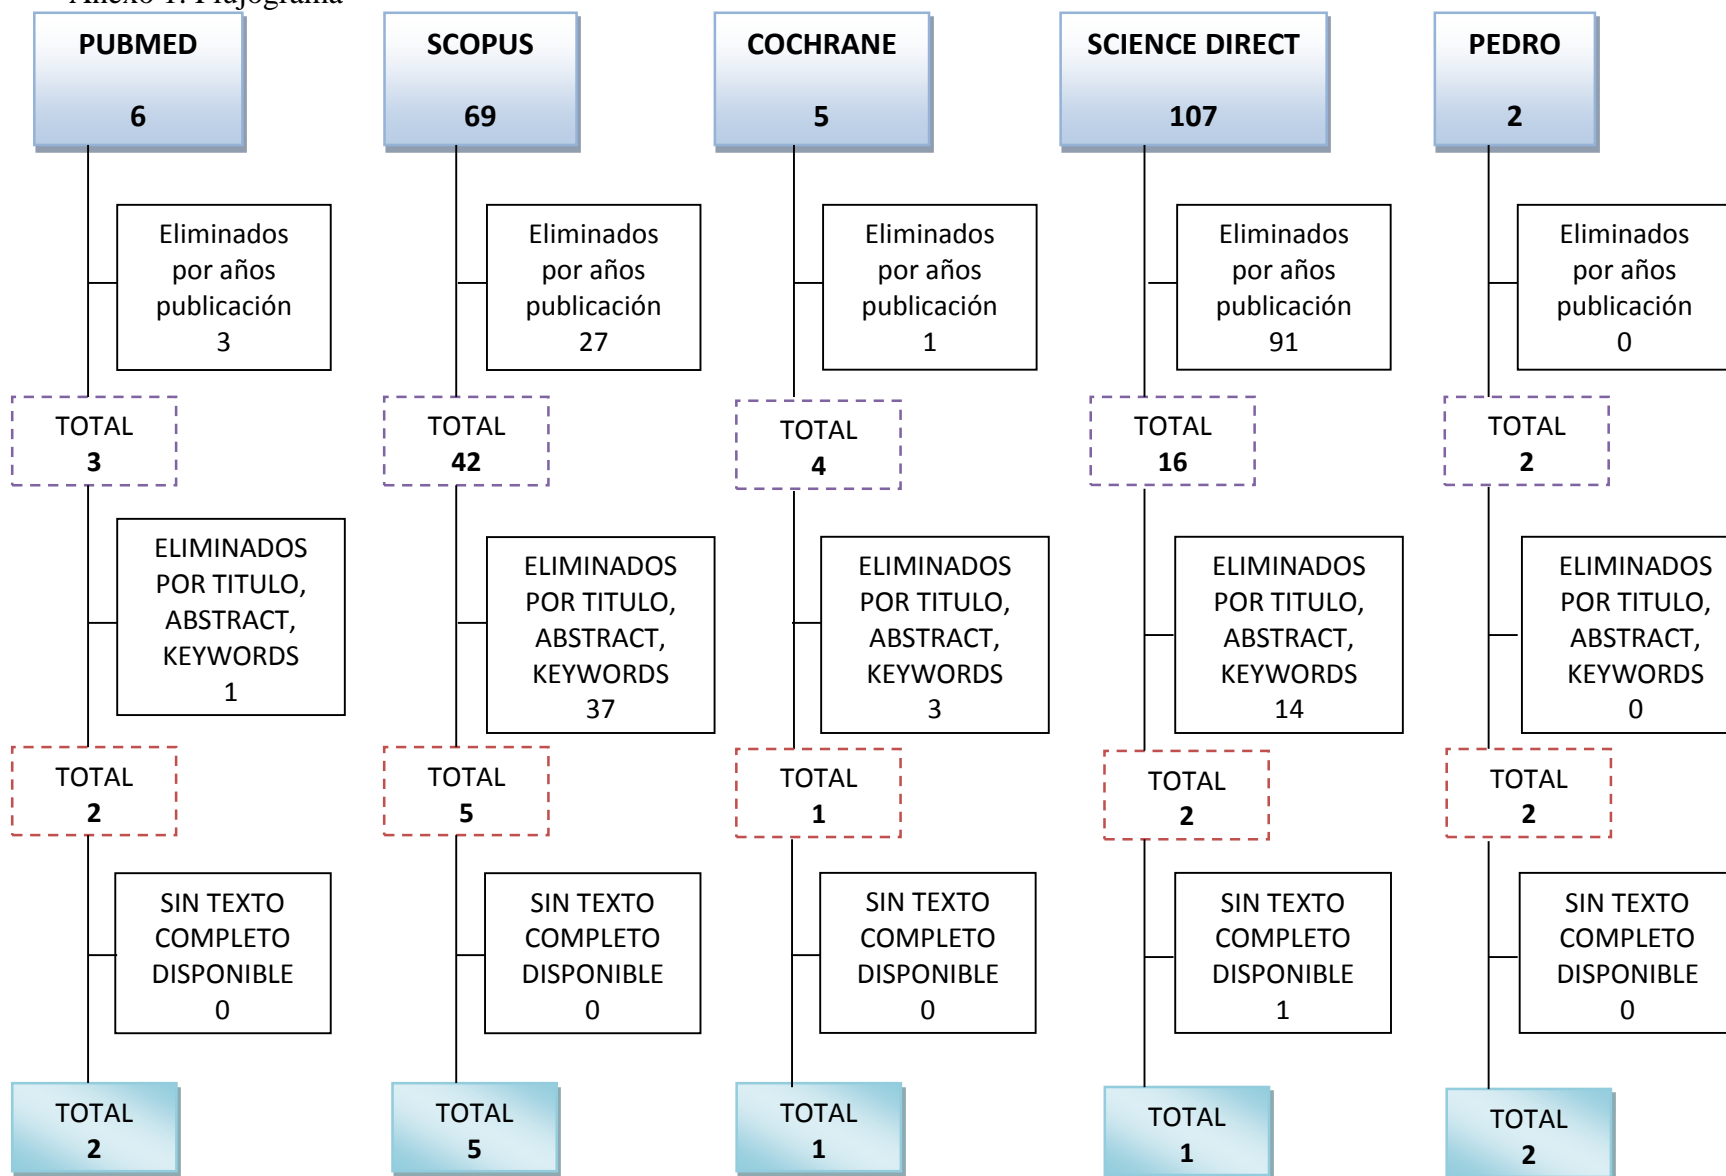 Anexo 1. Flujograma
PUBMED
6
SCOPUS
69
COCHRANE
5
SCIENCE DIRECT
107
PEDRO
2
Eliminados
por años
publicación
3
Eliminados
por años
publicación
27
Eliminados
por años
publicación
1
Eliminados
por años
publicación
91
Eliminados
por años
publicación
0
TOTAL
3
TOTAL
42
TOTAL
4
TOTAL
16
TOTAL
2
ELIMINADOS
POR TITULO,
ABSTRACT,
KEYWORDS
1
ELIMINADOS
POR TITULO,
ABSTRACT,
KEYWORDS
37
ELIMINADOS
POR TITULO,
ABSTRACT,
KEYWORDS
3
ELIMINADOS
POR TITULO,
ABSTRACT,
KEYWORDS
14
ELIMINADOS
POR TITULO,
ABSTRACT,
KEYWORDS
0
TOTAL
2
TOTAL
5
TOTAL
1
TOTAL
2
TOTAL
2
SIN TEXTO
COMPLETO
DISPONIBLE
0
SIN TEXTO
COMPLETO
DISPONIBLE
0
SIN TEXTO
COMPLETO
DISPONIBLE
0
SIN TEXTO
COMPLETO
DISPONIBLE
1
SIN TEXTO
COMPLETO
DISPONIBLE
0
TOTAL
2
TOTAL
5
TOTAL
1
TOTAL
1
TOTAL
2